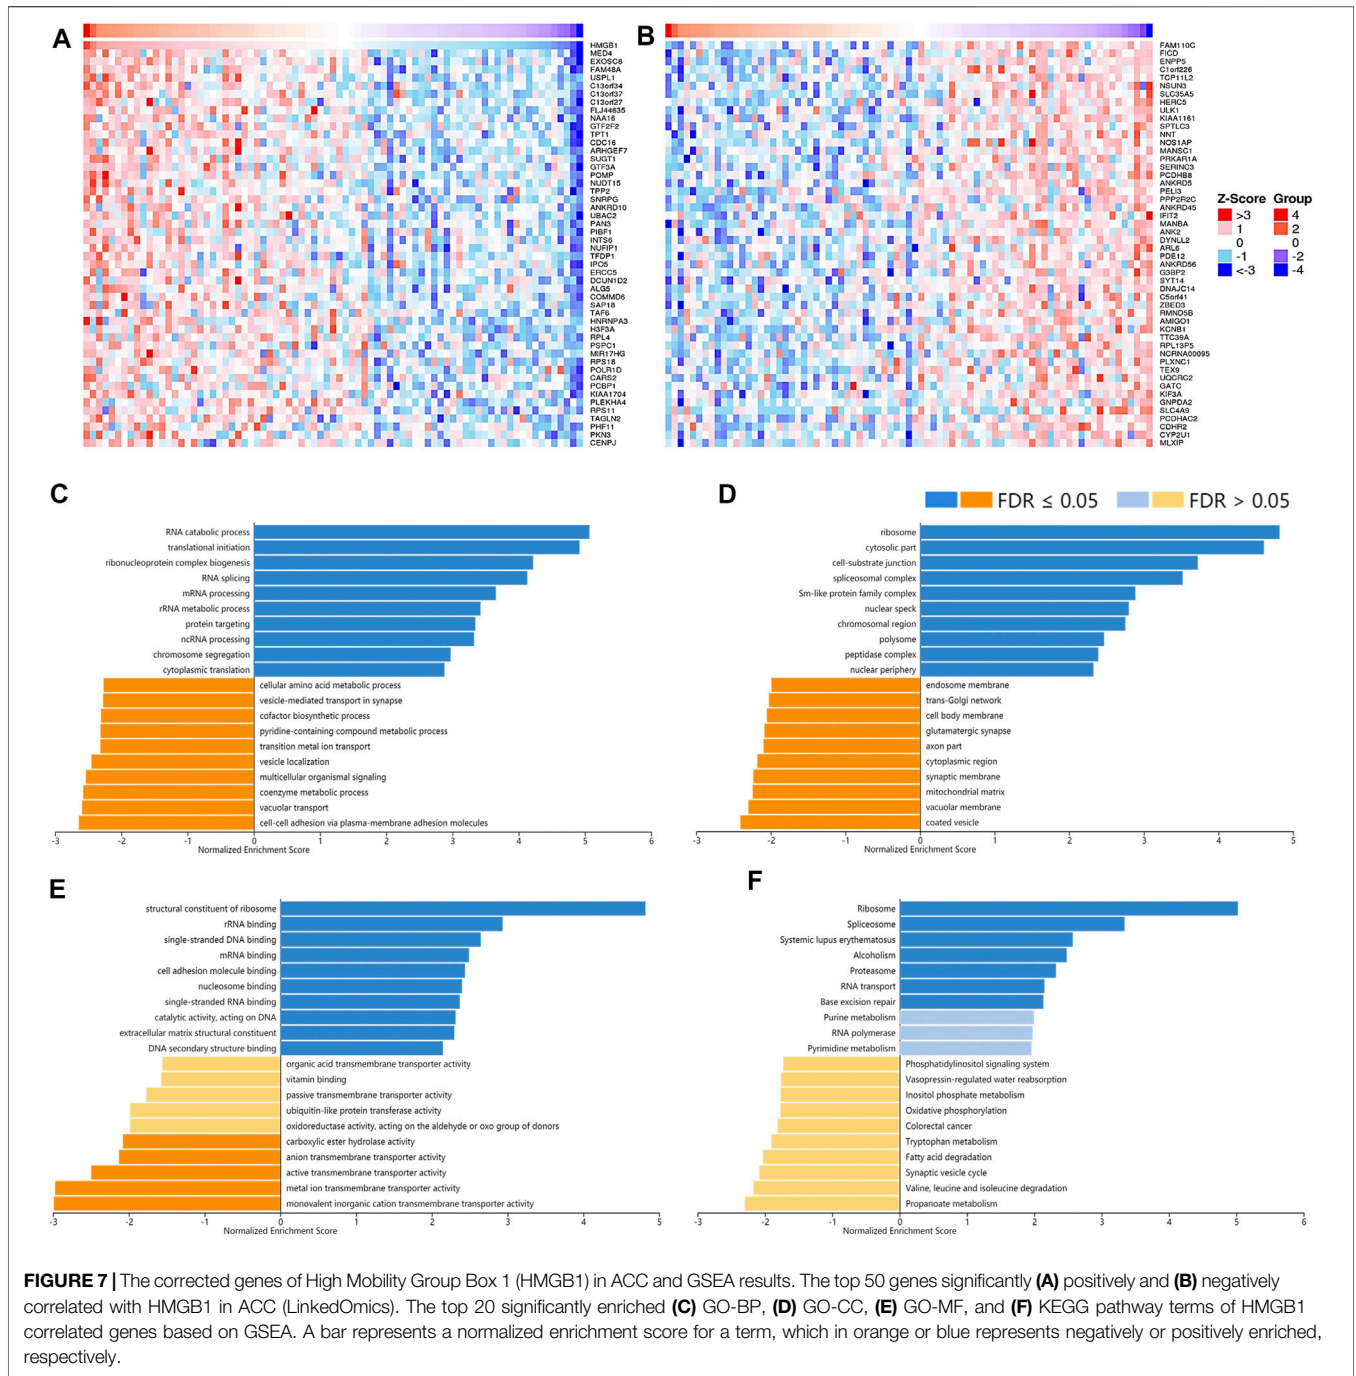 A
HMGB1
MED4
EXOSC8
FAM48A
USPL1
C13orf34
C13orf37
C13orf27
FLJ44635
NAA16
GTF2F2
TPT1
CDC16
ARHGEF7
SUGT1
GTF3A
POMP
NUDT15
TPP2
SNRPG
ANKRD10
UBAC2
PAN3
PIBF1
INTS6
NUFIP1
TFDP1
IPO5
ERCC5
DCUN1D2
ALG5
COMMD6
SAP18
TAF6
HNRNPA3
H3F3A
RPL4
PSPC1
MIR17HG
RPS18
POLR1D
CARS2
PCBP1
KIAA1704
PLEKHA4
RPS11
TAGLN2
PHF11
PKN3
CENPJ
B
FAM110C
FICD
ENPP5
C1orf226
TCP11L2
NSUN3
SLC35A5
HERC5
ULK1
KIAA1161
SPTLC3
NNT
NOS1AP
MANSC1
PRKAR1A
SERINC3
PCDHB8
ANKRD5
PELI3
PPP2R2C
ANKRD45
IFIT2
MANBA
ANK2
DYNLL2
ARL6
PDE12
ANKRD56
G3BP2
SYT14
DNAJC14
C5orf41
ZBED3
RMND5B
AMIGO1
KCNB1
TTC39A
RPL13P5
NCRNA00095
PLXNC1
TEX9
UQCRC2
GATC
KIF3A
GNPDA2
SLC4A9
PCDHAC2
CDHR2
CYP2U1
MLXIP
Z-Score Group
>3 4
1 2
0 0
-1 -2
<-3 -4
C
RNA catabolic process
translational initiation
ribonucleoprotein complex biogenesis
RNA splicing
mRNA processing
rRNA metabolic process
protein targeting
ncRNA processing
chromosome segregation
cytoplasmic translation
cellular amino acid metabolic process
vesicle-mediated transport in synapse
cofactor biosynthetic process
pyridine-containing compound metabolic process
transition metal ion transport
vesicle localization
multicellular organismal signaling
coenzyme metabolic process
vacuolar transport
cell-cell adhesion via plasma-membrane adhesion molecules
-3 -2 -1 0 1 2 3 4 5 6
Normalized Enrichment Score
D
FDR ≤ 0.05 FDR > 0.05
ribosome
cytosolic part
cell-substrate junction
spliceosomal complex
Sm-like protein family complex
nuclear speck
chromosomal region
polysome
peptidase complex
nuclear periphery
endosome membrane
trans-Golgi network
cell body membrane
glutamatergic synapse
axon part
cytoplasmic region
synaptic membrane
mitochondrial matrix
vacuolar membrane
coated vesicle
-3 -2 -1 0 1 2 3 4 5
Normalized Enrichment Score
E
structural constituent of ribosome
rRNA binding
single-stranded DNA binding
mRNA binding
cell adhesion molecule binding
nucleosome binding
single-stranded RNA binding
catalytic activity, acting on DNA
extracellular matrix structural constituent
DNA secondary structure binding
organic acid transmembrane transporter activity
vitamin binding
passive transmembrane transporter activity
ubiquitin-like protein transferase activity
oxidoreductase activity, acting on the aldehyde or oxo group of donors
carboxylic ester hydrolase activity
anion transmembrane transporter activity
active transmembrane transporter activity
metal ion transmembrane transporter activity
monovalent inorganic cation transmembrane transporter activity
-3 -2 -1 0 1 2 3 4 5
Normalized Enrichment Score
F
Ribosome
Spliceosome
Systemic lupus erythematosus
Alcoholism
Proteasome
RNA transport
Base excision repair
Purine metabolism
RNA polymerase
Pyrimidine metabolism
Phosphatidylinositol signaling system
Vasopressin-regulated water reabsorption
Inositol phosphate metabolism
Oxidative phosphorylation
Colorectal cancer
Tryptophan metabolism
Fatty acid degradation
Synaptic vesicle cycle
Valine, leucine and isoleucine degradation
Propanoate metabolism
-3 -2 -1 0 1 2 3 4 5 6
Normalized Enrichment Score
FIGURE 7 | The corrected genes of High Mobility Group Box 1 (HMGB1) in ACC and GSEA results. The top 50 genes significantly (A) positively and (B) negatively
correlated with HMGB1 in ACC (LinkedOmics). The top 20 significantly enriched (C) GO-BP, (D) GO-CC, (E) GO-MF, and (F) KEGG pathway terms of HMGB1
correlated genes based on GSEA. A bar represents a normalized enrichment score for a term, which in orange or blue represents negatively or positively enriched,
respectively.